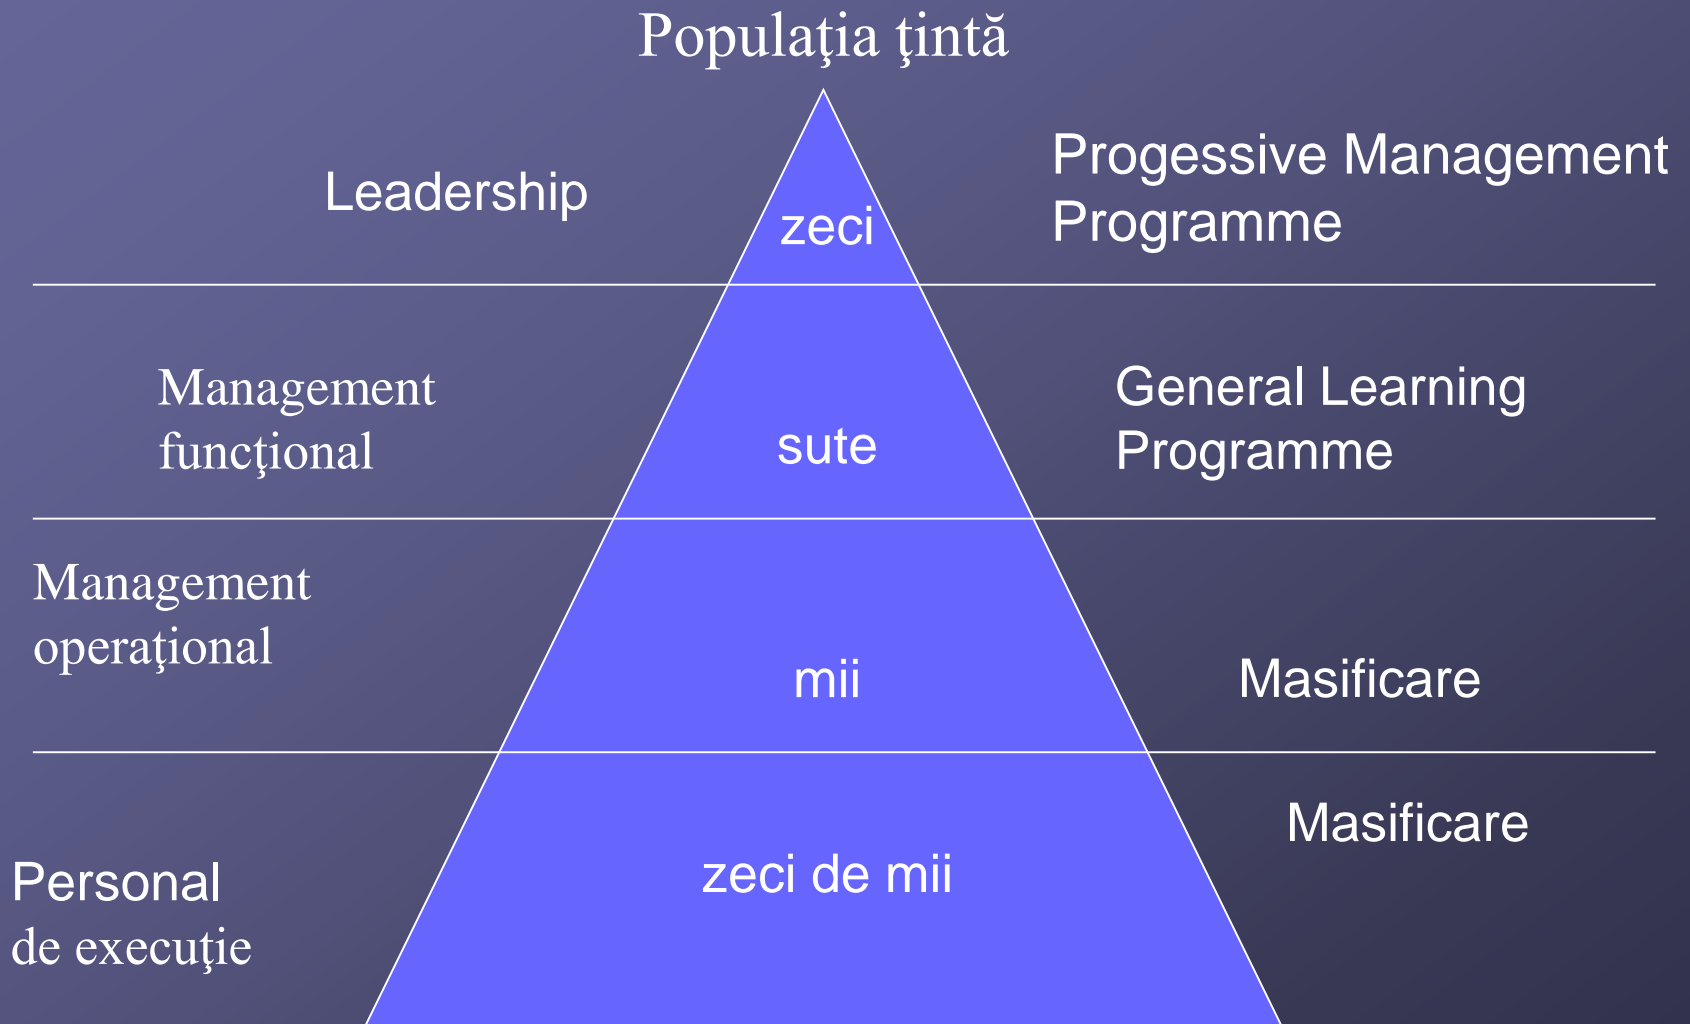 Populaţia ţintă
Leadership
zeci
Progessive Management
Programme
Management
funcţional
sute
General Learning
Programme
Management
operaţional
mii
Masificare
Personal
de execuţie
zeci de mii
Masificare